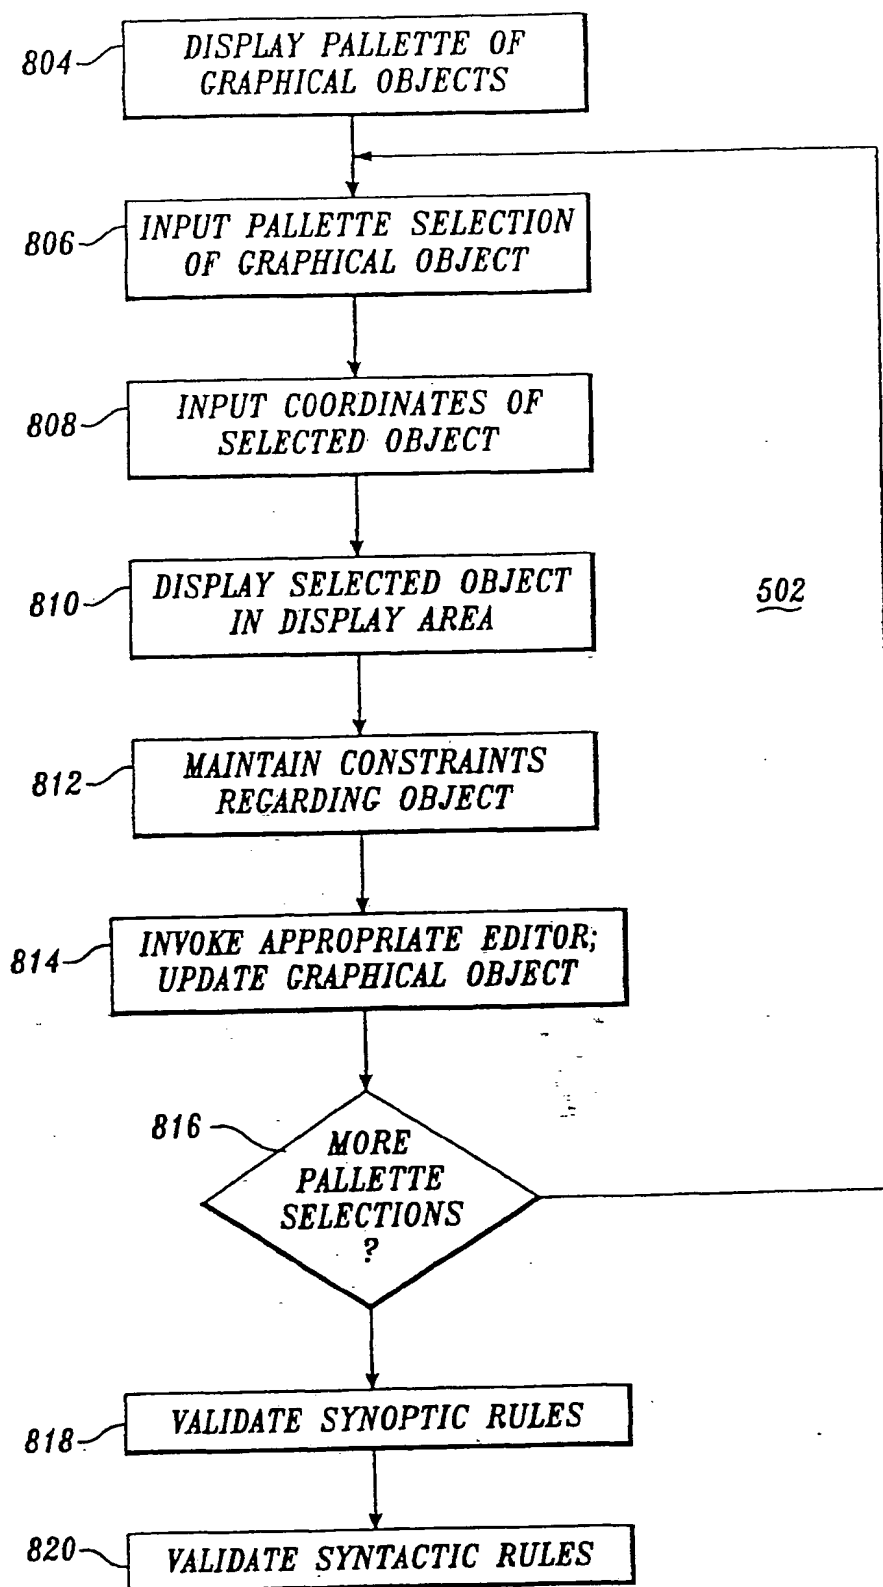 804
DISPLAY PALLETTE OF
GRAPHICAL OBJECTS
806
INPUT PALLETTE SELECTION
OF GRAPHICAL OBJECT
808
INPUT COORDINATES OF
SELECTED OBJECT
810
DISPLAY SELECTED OBJECT
IN DISPLAY AREA
502
812
MAINTAIN CONSTRAINTS
REGARDING OBJECT
814
INVOKE APPROPRIATE EDITOR;
UPDATE GRAPHICAL OBJECT
816
MORE
PALLETTE
SELECTIONS
?
818
VALIDATE SYNOPTIC RULES
820
VALIDATE SYNTACTIC RULES